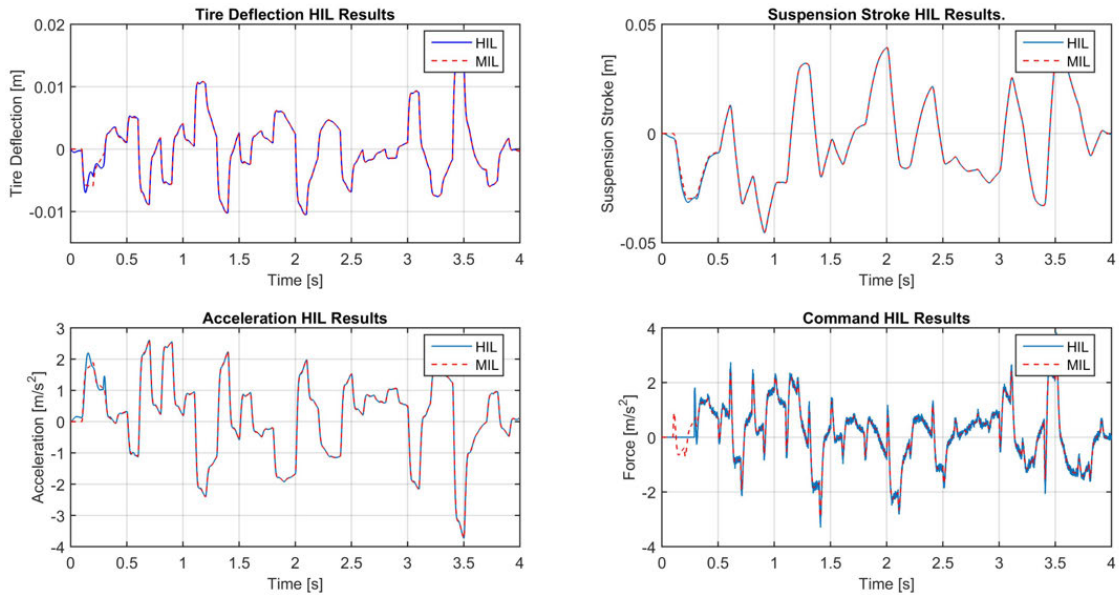 Tire Deflection HIL Results
Tire Deflection [m]
0.02
0.01
0
-0.01
HIL
MIL
0 0.5 1 1.5 2 2.5 3 3.5 4
Time [s]
Suspension Stroke HIL Results.
Suspension Stroke [m]
0.05
0
-0.05
HIL
MIL
0 0.5 1 1.5 2 2.5 3 3.5 4
Time [s]
Acceleration HIL Results
Acceleration [m/s²]
3
2
1
0
-1
-2
-3
-4
HIL
MIL
0 0.5 1 1.5 2 2.5 3 3.5 4
Time [s]
Command HIL Results
Force [m/s²]
4
2
0
-2
-4
HIL
MIL
0 0.5 1 1.5 2 2.5 3 3.5 4
Time [s]